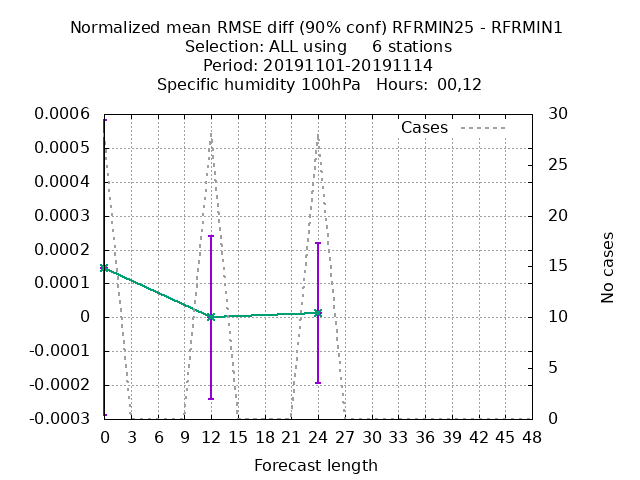 Normalized mean RMSE diff (90% conf) RFRMIN25 - RFRMIN1
Selection: ALL using     6 stations
Period: 20191101-20191114
Specific humidity 100hPa   Hours: 00,12
Cases
0.0006
0.0005
0.0004
0.0003
0.0002
0.0001
0
-0.0001
-0.0002
-0.0003
30
25
20
15
10
5
0
No cases
0 3 6 9 12 15 18 21 24 27 30 33 36 39 42 45 48
Forecast length